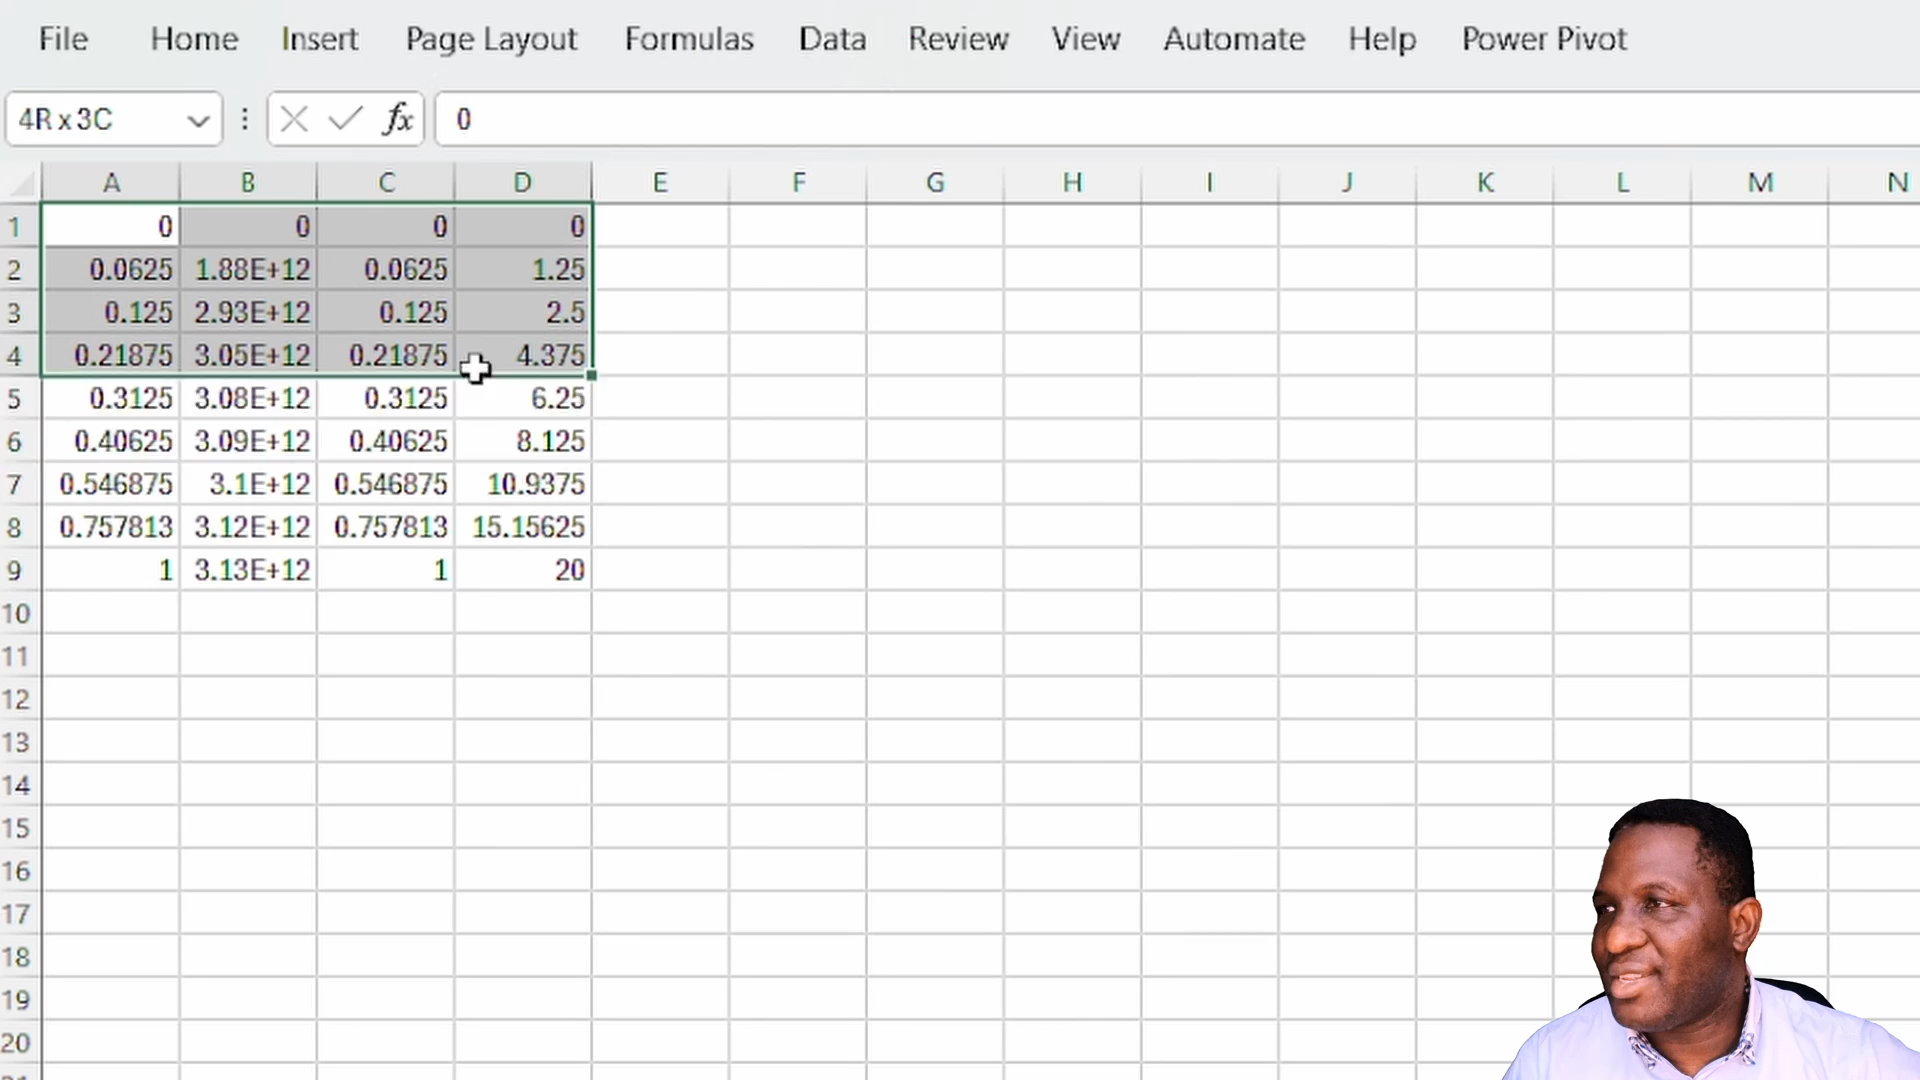 File Home Insert Page Layout Formulas Data Review View Automate Help Power Pivot
4R x 3C fx 0
A B C D E F G H I J K L M N
1 0 0 0 0
2 0.0625 1.88E+12 0.0625 1.25
3 0.125 2.93E+12 0.125 2.5
4 0.21875 3.05E+12 0.21875 4.375
5 0.3125 3.08E+12 0.3125 6.25
6 0.40625 3.09E+12 0.40625 8.125
7 0.546875 3.1E+12 0.546875 10.9375
8 0.757813 3.12E+12 0.757813 15.15625
9 1 3.13E+12 1 20
10
11
12
13
14
15
16
17
18
19
20